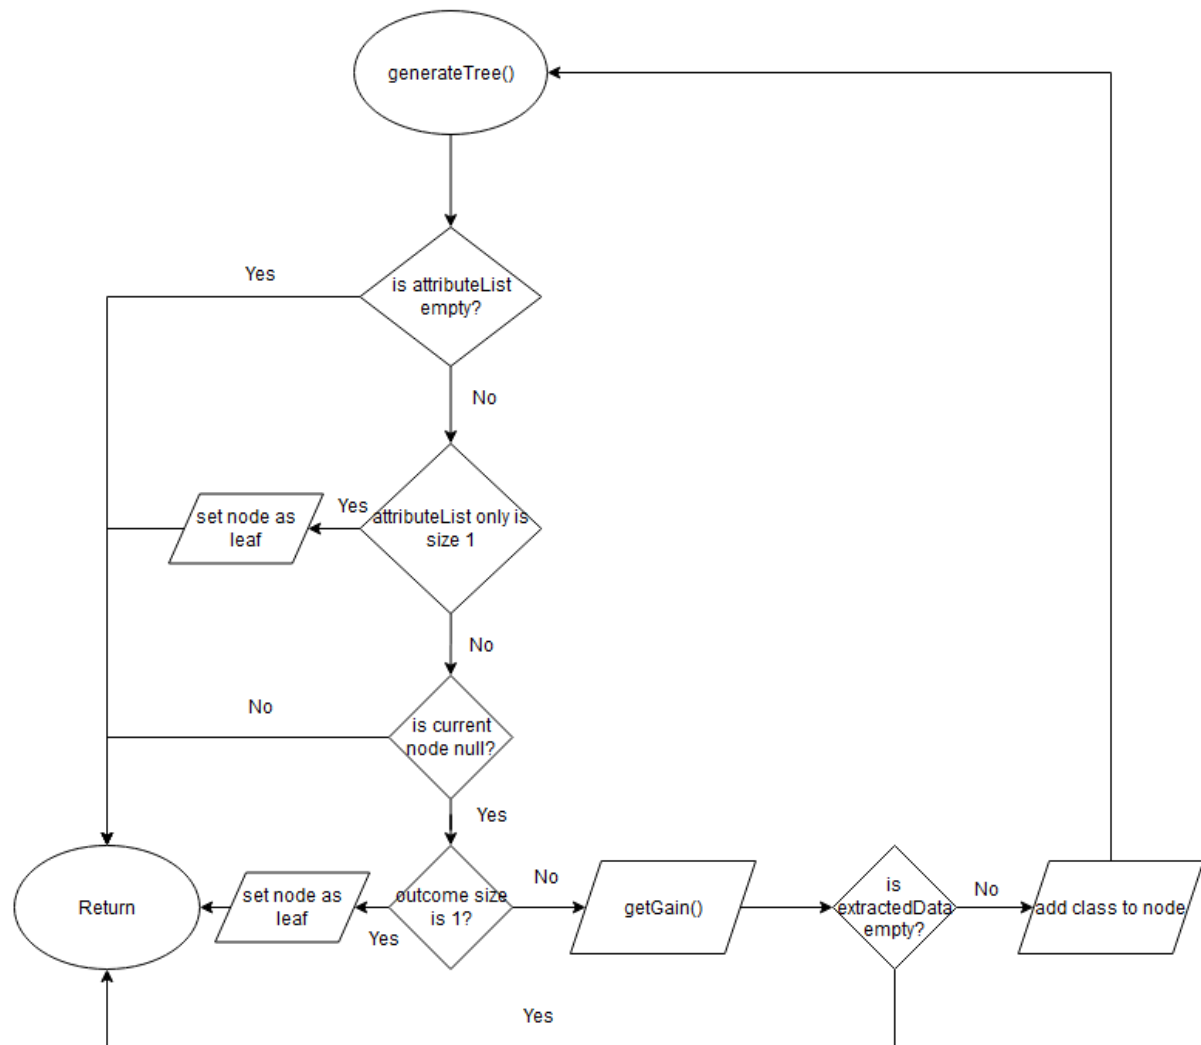 generateTree()
Yes
is attributeList
empty?
No
set node as
leaf
Yes
attributeList only is
size 1
No
No
is current
node null?
Yes
Return
set node as
leaf
Yes
outcome size
is 1?
No
getGain()
is
extractedData
empty?
No
add class to node
Yes